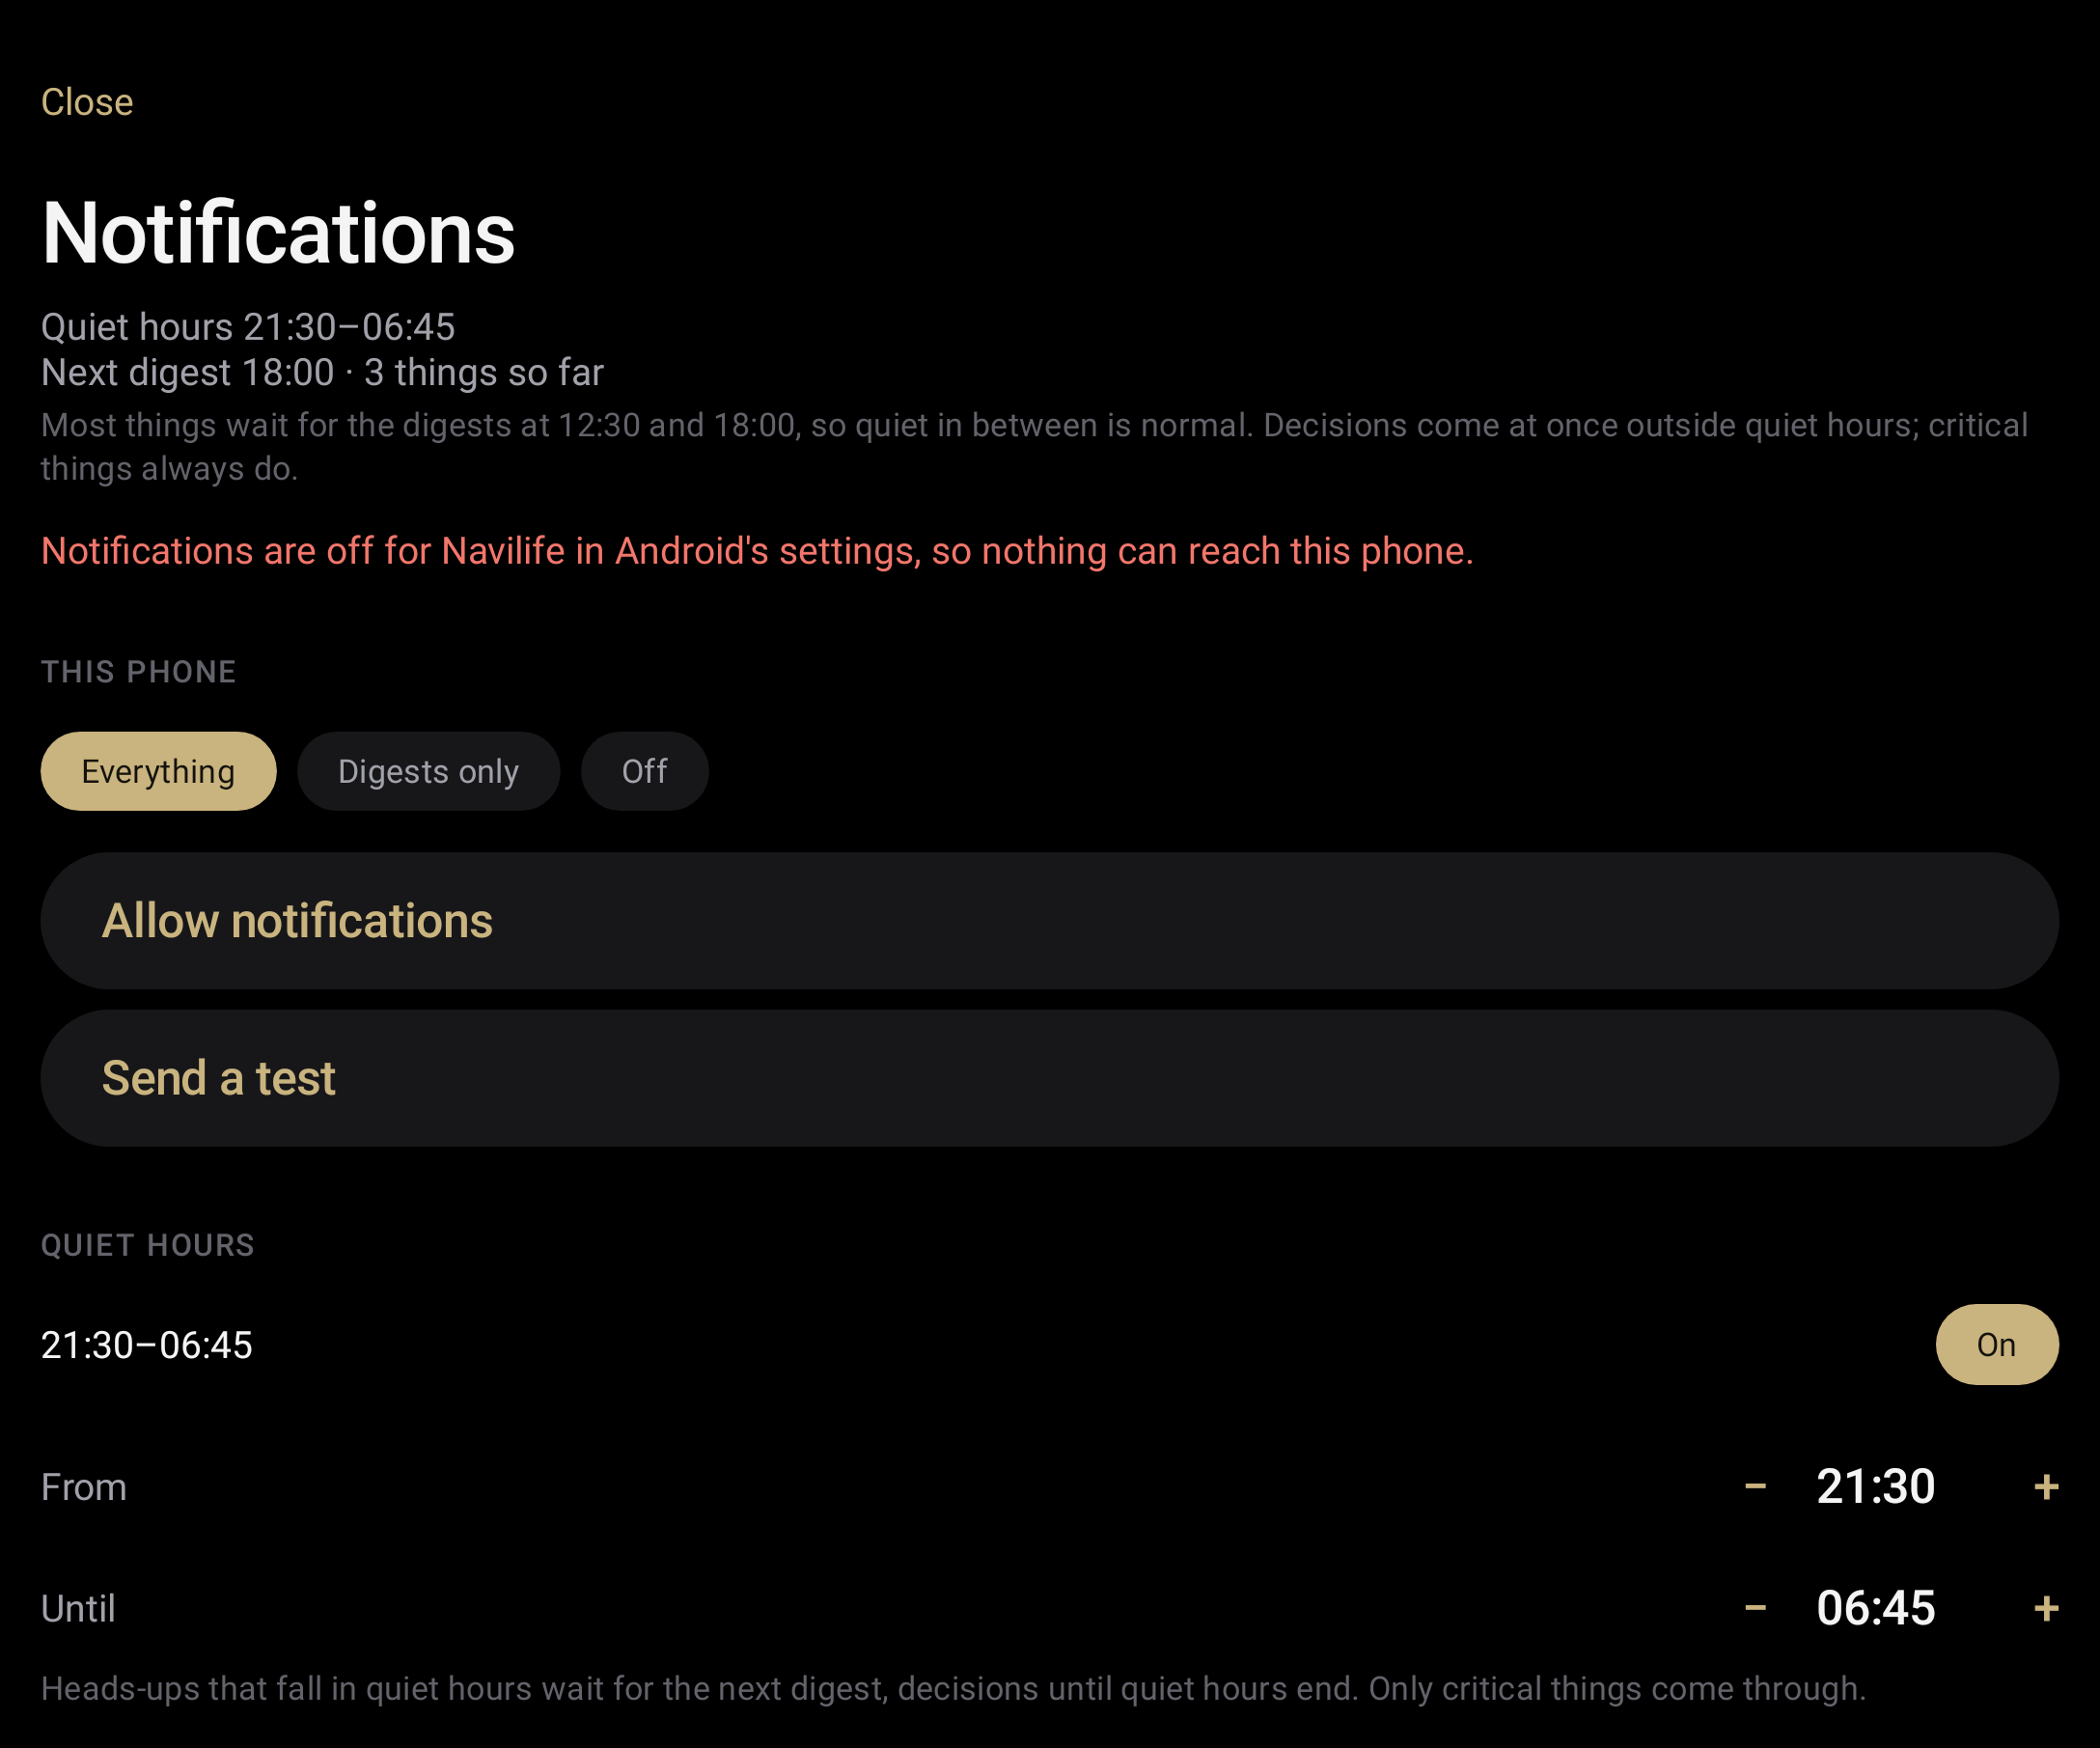 Close
Notifications
Quiet hours 21:30–06:45
Next digest 18:00 · 3 things so far
Most things wait for the digests at 12:30 and 18:00, so quiet in between is normal. Decisions come at once outside quiet hours; critical
things always do.
Notifications are off for Navilife in Android's settings, so nothing can reach this phone.
THIS PHONE
Everything Digests only Off
Allow notifications
Send a test
QUIET HOURS
21:30–06:45 On
From − 21:30 +
Until − 06:45 +
Heads-ups that fall in quiet hours wait for the next digest, decisions until quiet hours end. Only critical things come through.